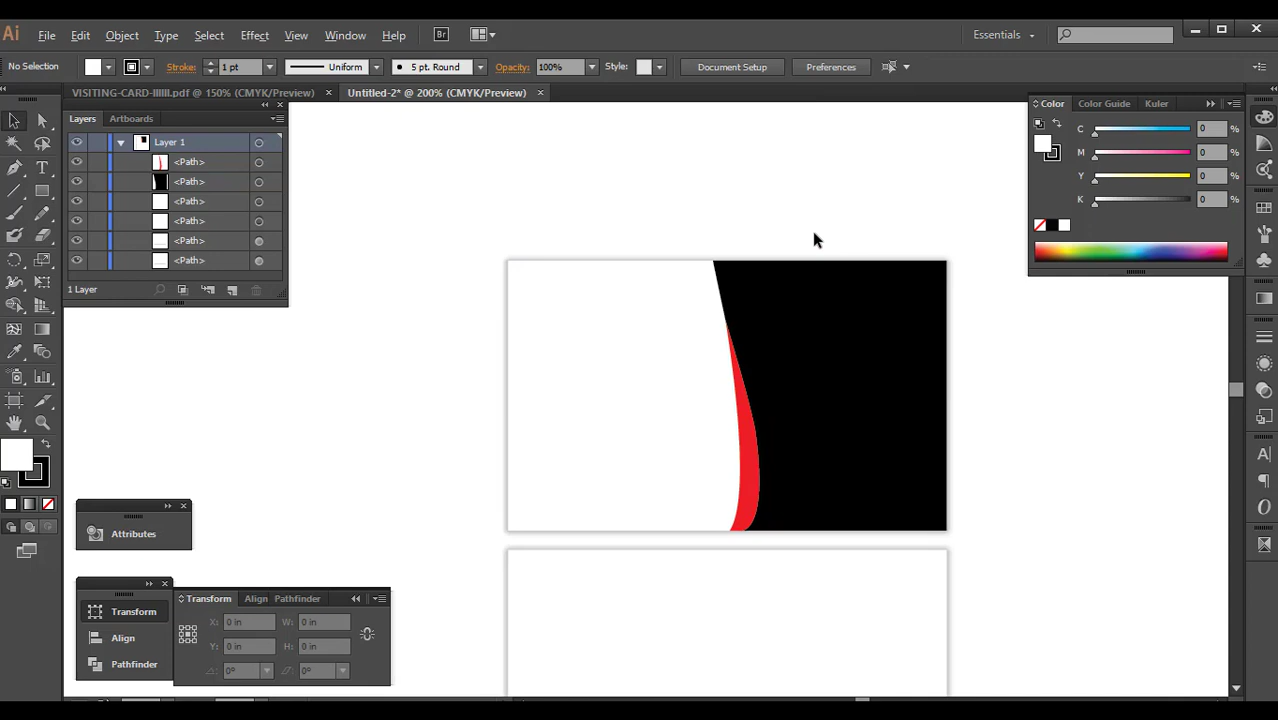 Ai File Edit Object Type Select Effect View Window Help Br Essentials
No Selection Stroke: 1 pt Uniform 5 pt. Round Opacity: 100% Style: Document Setup Preferences
VISITING-CARD-IIIIII.pdf @ 150% (CMYK/Preview) × Untitled-2* @ 200% (CMYK/Preview) ×
Layers Artboards
Layer 1
<Path>
<Path>
<Path>
<Path>
<Path>
<Path>
1 Layer
Color Color Guide Kuler
C 0 %
M 0 %
Y 0 %
K 0 %
Attributes
Transform
Align
Pathfinder
Transform Align Pathfinder
X: 0 in W: 0 in
Y: 0 in H: 0 in
0° 0°